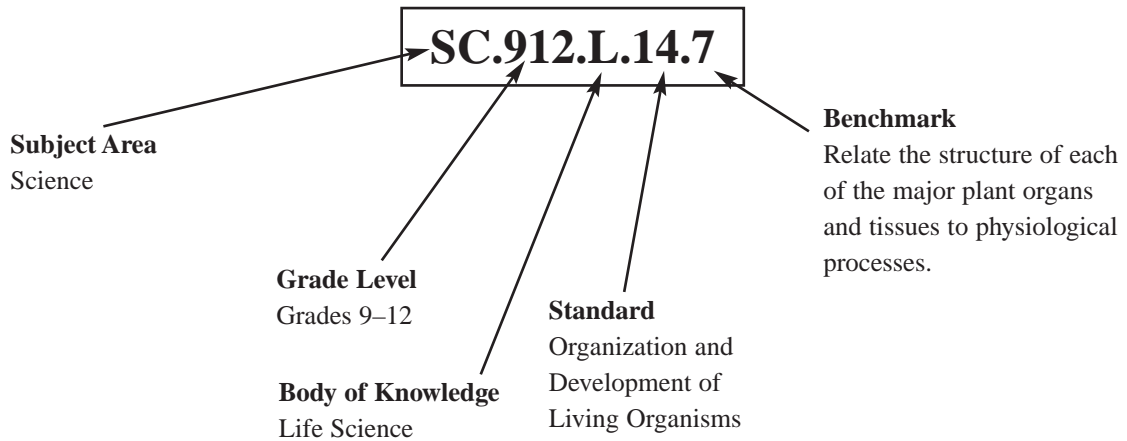 SC.912.L.14.7
Subject Area
Science
Grade Level
Grades 9–12
Body of Knowledge
Life Science
Standard
Organization and
Development of
Living Organisms
Benchmark
Relate the structure of each
of the major plant organs
and tissues to physiological
processes.